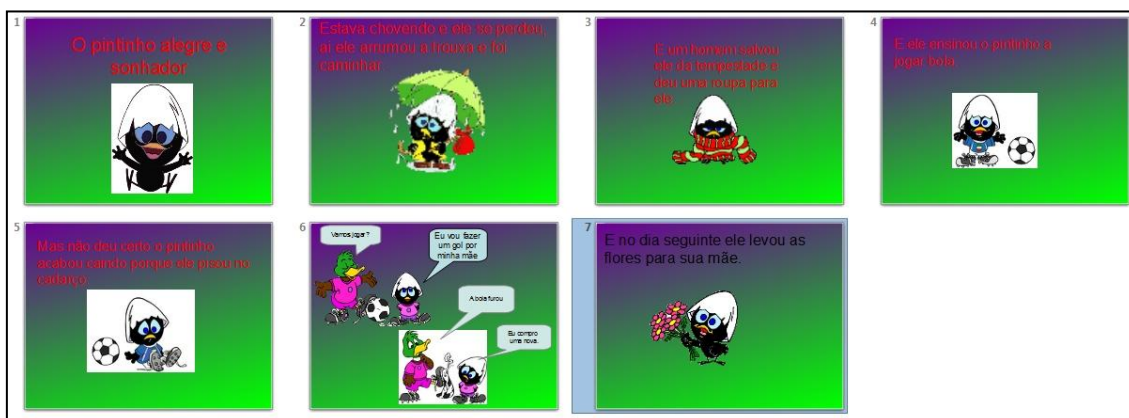 1
O pintinho alegre e
sonhador
2
Estava chovendo e ele se perdeu,
ai ele arrumou a trouxa e foi
caminhar
3
E um homem salvou
ele da tempestade e
deu uma roupa para
ele
4
E ele ensinou o pintinho a
jogar bola.
5
Mas não deu certo o pintinho
acabou caindo porque ele pisou no
cadarço.
6
Vamos jogar?
Eu vou fazer
um gol por
minha mãe
A bola furou
Eu compro
uma nova.
7
E no dia seguinte ele levou as
flores para sua mãe.